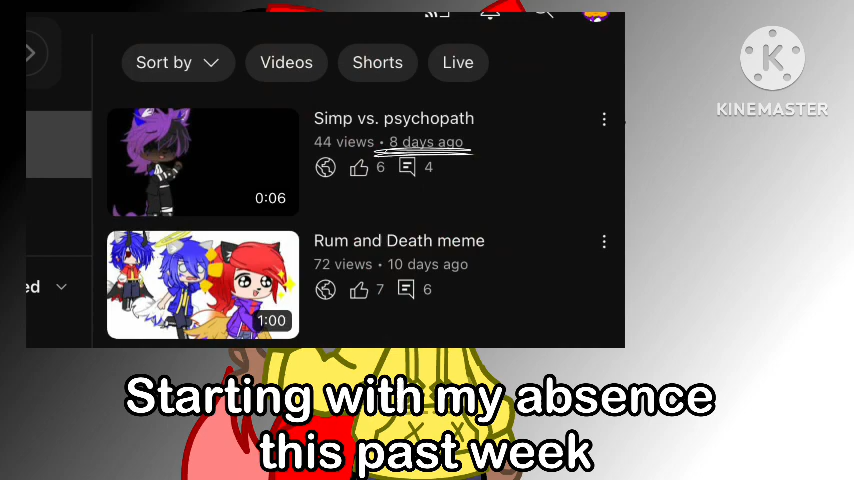 Sort by
Videos
Shorts
Live
KINEMASTER
Simp vs. psychopath
44 views • 8 days ago
6
4
0:06
Rum and Death meme
72 views • 10 days ago
7
6
1:00
ed
Starting with my absence
this past week